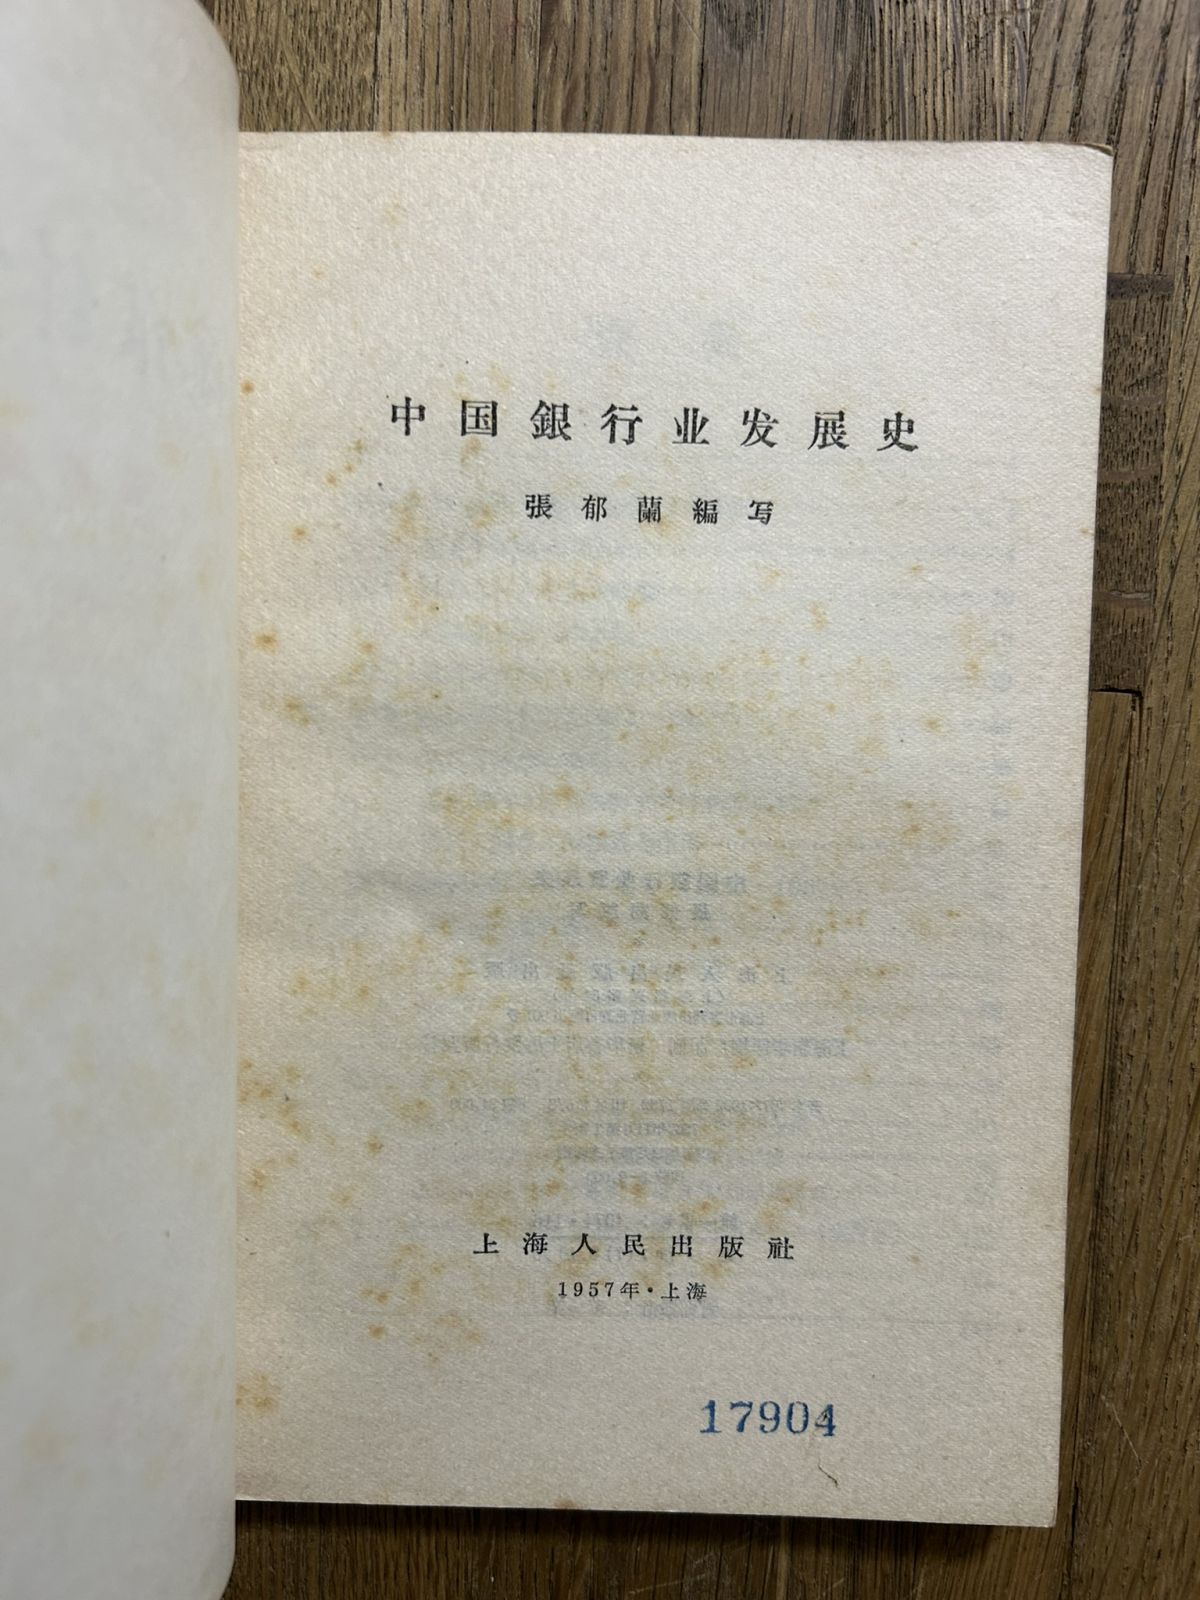 中国銀行业发展史
張郁蘭編写
上海人民出版社
1957年·上海
17904